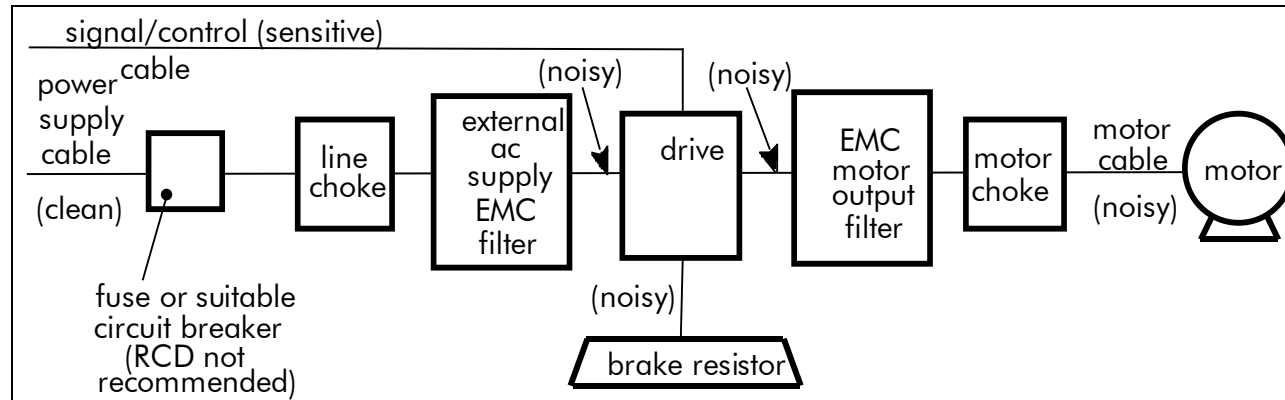 signal/control (sensitive)
cable
power
supply
cable
(clean)
fuse or suitable
circuit breaker
(RCD not
recommended)
line
choke
external
ac
supply
EMC
filter
(noisy)
drive
(noisy)
(noisy)
brake resistor
EMC
motor
output
filter
motor
choke
motor
cable
(noisy)
motor